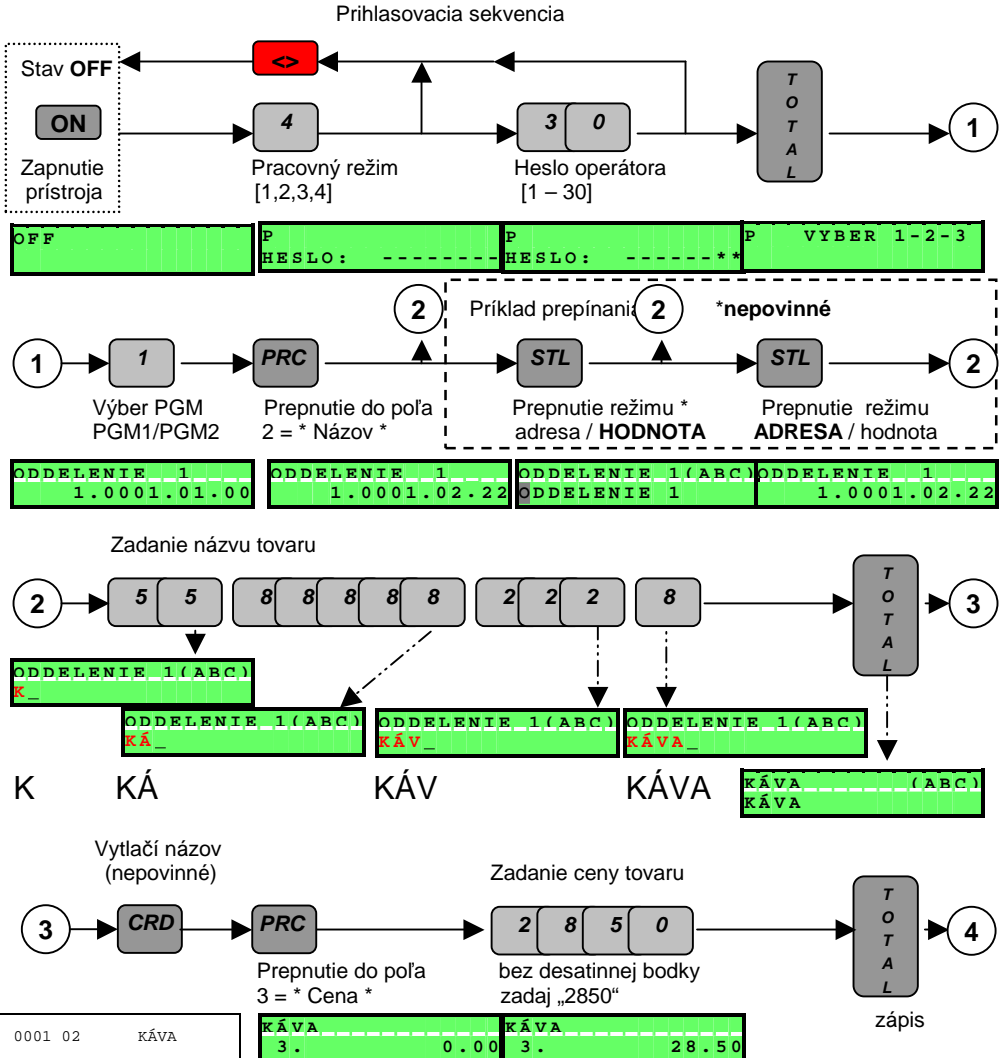 Prihlasovacia sekvencia
Stav OFF
<>
ON
4
3 0
TOTAL
1
Zapnutie
prístroja
Pracovný režim
[1,2,3,4]
Heslo operátora
[1 – 30]
OFF
P
HESLO: --------
P
HESLO: ------**
P VYBER 1-2-3
2
Príklad prepínani
2
*nepovinné
1
1
PRC
STL
STL
2
Výber PGM
PGM1/PGM2
Prepnutie do poľa
2 = * Názov *
Prepnutie režimu *
adresa / HODNOTA
Prepnutie režimu
ADRESA / hodnota
ODDELENIE 1
1.0001.01.00
ODDELENIE 1
1.0001.02.22
ODDELENIE 1(ABC)
ODDELENIE 1
ODDELENIE 1
1.0001.02.22
Zadanie názvu tovaru
2
5 5
8 8 8 8 8
2 2 2
8
TOTAL
3
ODDELENIE 1(ABC)
K_
ODDELENIE 1(ABC)
KÁ_
ODDELENIE 1(ABC)
KÁV_
ODDELENIE 1(ABC)
KÁVA_
K
KÁ
KÁV
KÁVA
KÁVA (ABC)
KÁVA
Vytlačí názov
(nepovinné)
Zadanie ceny tovaru
3
CRD
PRC
2 8 5 0
TOTAL
4
Prepnutie do poľa
3 = * Cena *
bez desatinnej bodky
zadaj „2850“
zápis
0001 02 KÁVA
KÁVA
3. 0.00
KÁVA
3. 28.50